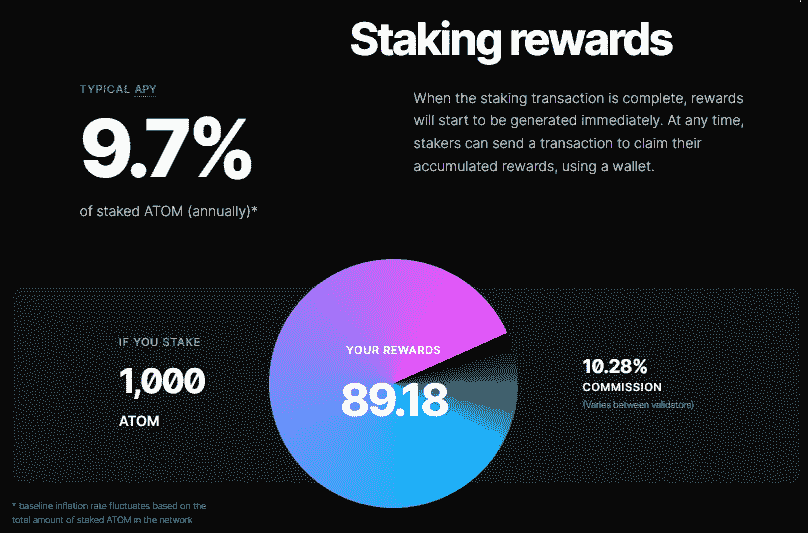 Staking rewards
TYPICAL APY
9.7%
of staked ATOM (annually)*
When the staking transaction is complete, rewards
will start to be generated immediately. At any time,
stakers can send a transaction to claim their
accumulated rewards, using a wallet.
IF YOU STAKE
1,000
ATOM
YOUR REWARDS
89.18
10.28%
COMMISSION
(Varies between validators)
* baseline inflation rate fluctuates based on the
total amount of staked ATOM in the network